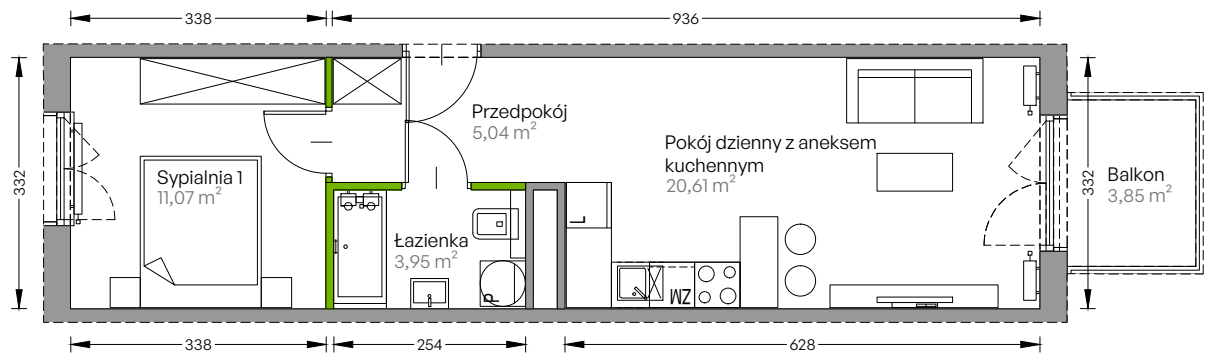 338
936
332
Przedpokój
5,04 m²
Sypialnia 1
11,07 m²
Pokój dzienny z aneksem
kuchennym
20,61 m²
Balkon
3,85 m²
332
L
Łazienka
3,95 m²
P
ZM
338
254
628